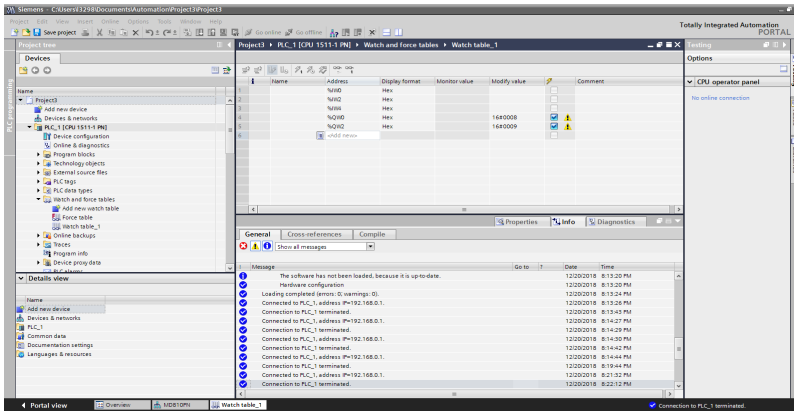 Siemens - C:\Users\3298\Documents\Automation\Project3\Project3
Project Edit View Insert Online Options Tools Window Help
Totally Integrated Automation
PORTAL
Save project
Go online
Go offline
Project tree
Project3 ▸ PLC_1 [CPU 1511-1 PN] ▸ Watch and force tables ▸ Watch table_1
Testing
Devices
Options
PLC programming
Name
Project3
Add new device
Devices & networks
PLC_1 [CPU 1511-1 PN]
Device configuration
Online & diagnostics
Program blocks
Technology objects
External source files
PLC tags
PLC data types
Watch and force tables
Add new watch table
Force table
Watch table_1
Online backups
Traces
Program info
Device proxy data
PLC alarms
i Name Address Display format Monitor value Modify value Comment
1 %IW0 Hex
2 %IW2 Hex
3 %IW4 Hex
4 %QW0 Hex 16#0008
5 %QW2 Hex 16#0009
6 <Add new>
CPU operator panel
No online connection
Details view
Name
Add new device
Devices & networks
PLC_1
Common data
Documentation settings
Languages & resources
Properties Info Diagnostics
General Cross-references Compile
Show all messages
! Message Go to ? Date Time
The software has not been loaded, because it is up-to-date. 12/20/2018 8:13:20 PM
Hardware configuration 12/20/2018 8:13:20 PM
Loading completed (errors: 0; warnings: 0). 12/20/2018 8:13:24 PM
Connected to PLC_1, address IP=192.168.0.1. 12/20/2018 8:13:26 PM
Connection to PLC_1 terminated. 12/20/2018 8:13:43 PM
Connected to PLC_1, address IP=192.168.0.1. 12/20/2018 8:14:27 PM
Connection to PLC_1 terminated. 12/20/2018 8:14:29 PM
Connected to PLC_1, address IP=192.168.0.1. 12/20/2018 8:14:30 PM
Connection to PLC_1 terminated. 12/20/2018 8:14:42 PM
Connected to PLC_1, address IP=192.168.0.1. 12/20/2018 8:14:44 PM
Connection to PLC_1 terminated. 12/20/2018 8:19:44 PM
Connected to PLC_1, address IP=192.168.0.1. 12/20/2018 8:21:32 PM
Connection to PLC_1 terminated. 12/20/2018 8:22:12 PM
Portal view
Overview
MD810PN
Watch table_1
Connection to PLC_1 terminated.